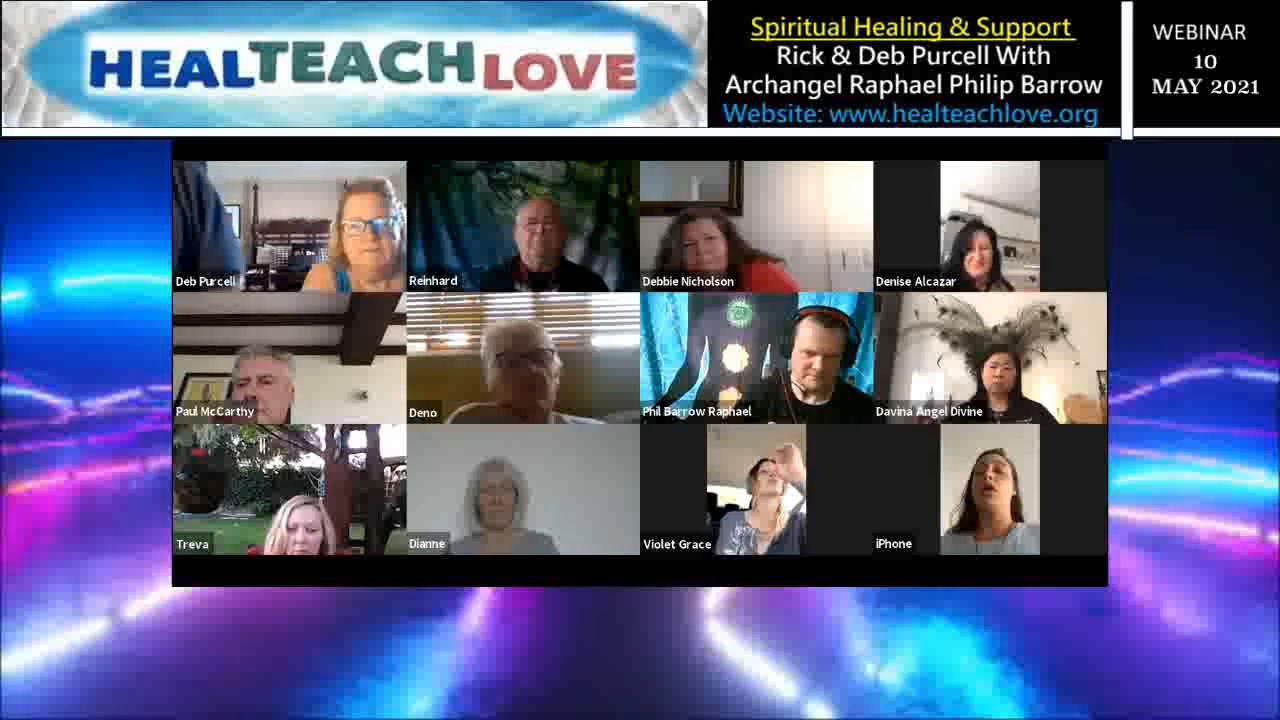 HEALTEACHLOVE
Spiritual Healing & Support
Rick & Deb Purcell With
Archangel Raphael Philip Barrow
Website: www.healteachlove.org
WEBINAR
10
MAY 2021
Deb Purcell
Reinhard
Debbie Nicholson
Denise Alcazar
Paul McCarthy
Deno
Phil Barrow Raphael
Davina Angel Divine
Treva
Dianne
Violet Grace
iPhone